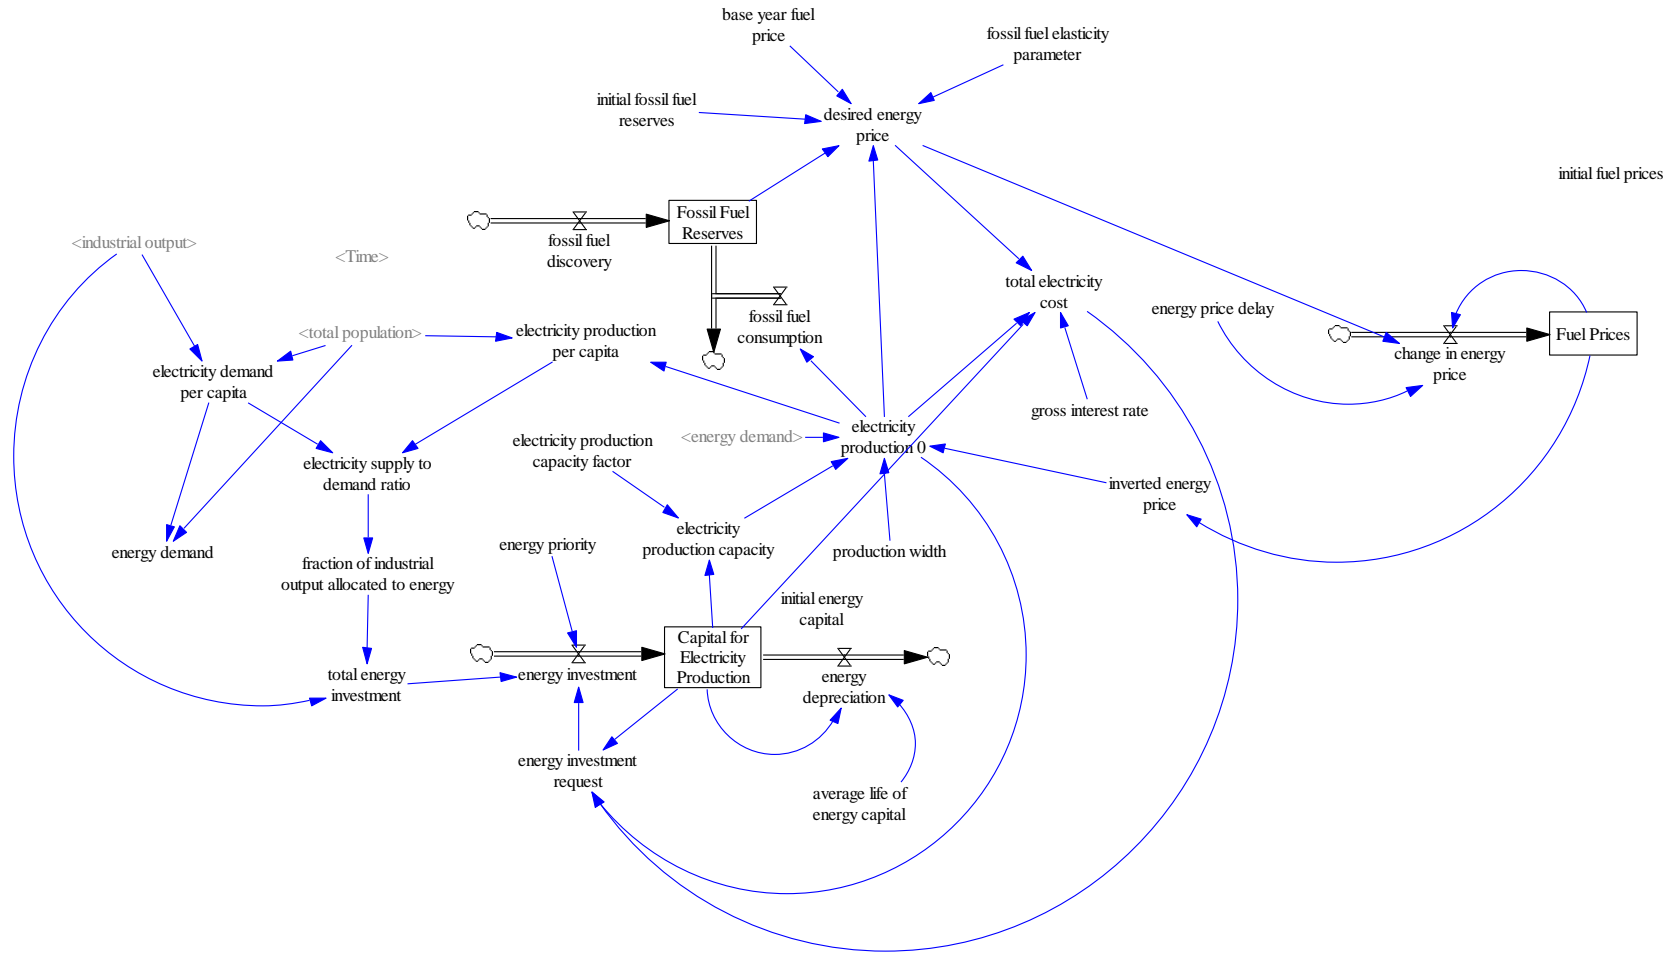 base year fuel
price
fossil fuel elasticity
parameter
initial fossil fuel
reserves
desired energy
price
initial fuel prices
Fossil Fuel
Reserves
fossil fuel
discovery
<industrial output>
<Time>
total electricity
cost
energy price delay
fossil fuel
consumption
<total population>
electricity production
per capita
Fuel Prices
change in energy
price
electricity demand
per capita
gross interest rate
electricity
production 0
<energy demand>
electricity production
capacity factor
electricity supply to
demand ratio
inverted energy
price
electricity
production capacity
production width
energy demand
energy priority
fraction of industrial
output allocated to energy
initial energy
capital
Capital for
Electricity
Production
total energy
investment
energy investment
energy
depreciation
energy investment
request
average life of
energy capital